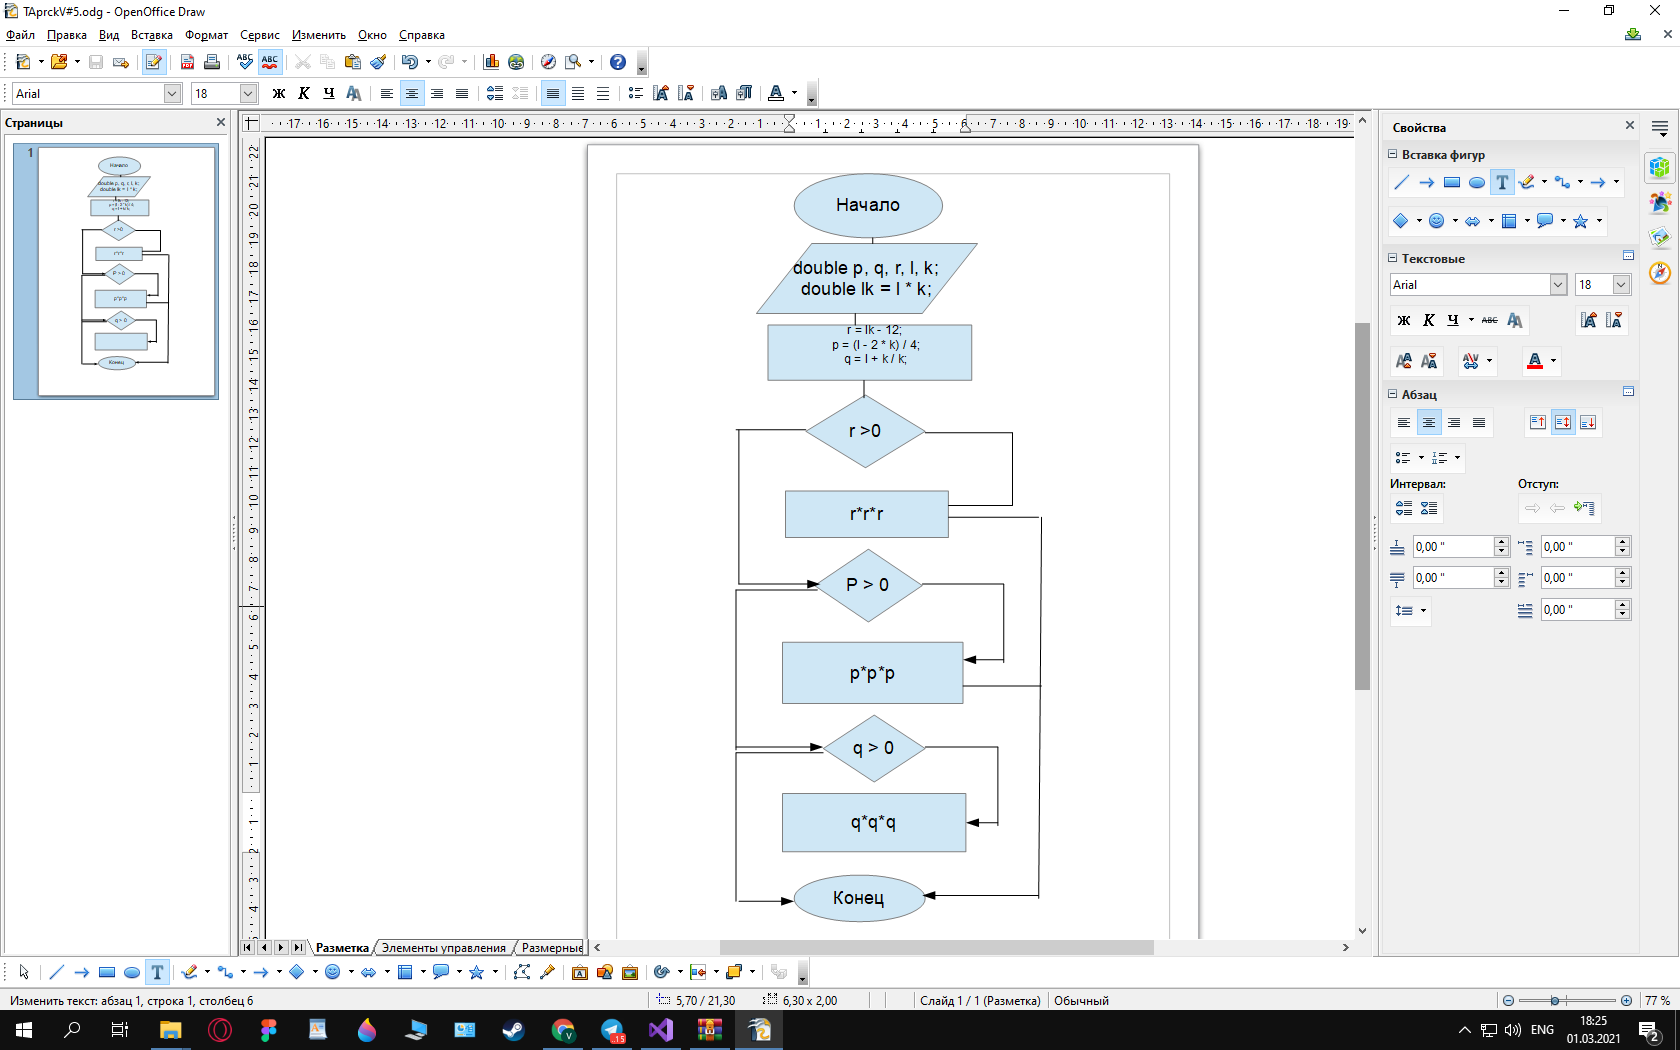 TAprckV#5.odg - OpenOffice Draw
Файл Правка Вид Вставка Формат Сервис Изменить Окно Справка
Arial 18 Ж К Ч
Страницы
1
Начало
double p, q, r, l, k;
double lk = l * k;
r = lk - 12;
p = (l - 2 * k) / 4;
q = l + k / k;
r >0
r*r*r
P > 0
p*p*p
q > 0
q*q*q
Конец
Свойства
Вставка фигур
Текстовые
Arial 18
Ж К Ч ABC
Абзац
Интервал: Отступ:
0,00 " 0,00 "
0,00 " 0,00 "
0,00 "
Разметка Элементы управления Размерные
Изменить текст: абзац 1, строка 1, столбец 6 5,70 / 21,30 6,30 x 2,00 Слайд 1 / 1 (Разметка) Обычный 77 %
ENG 18:25
01.03.2021